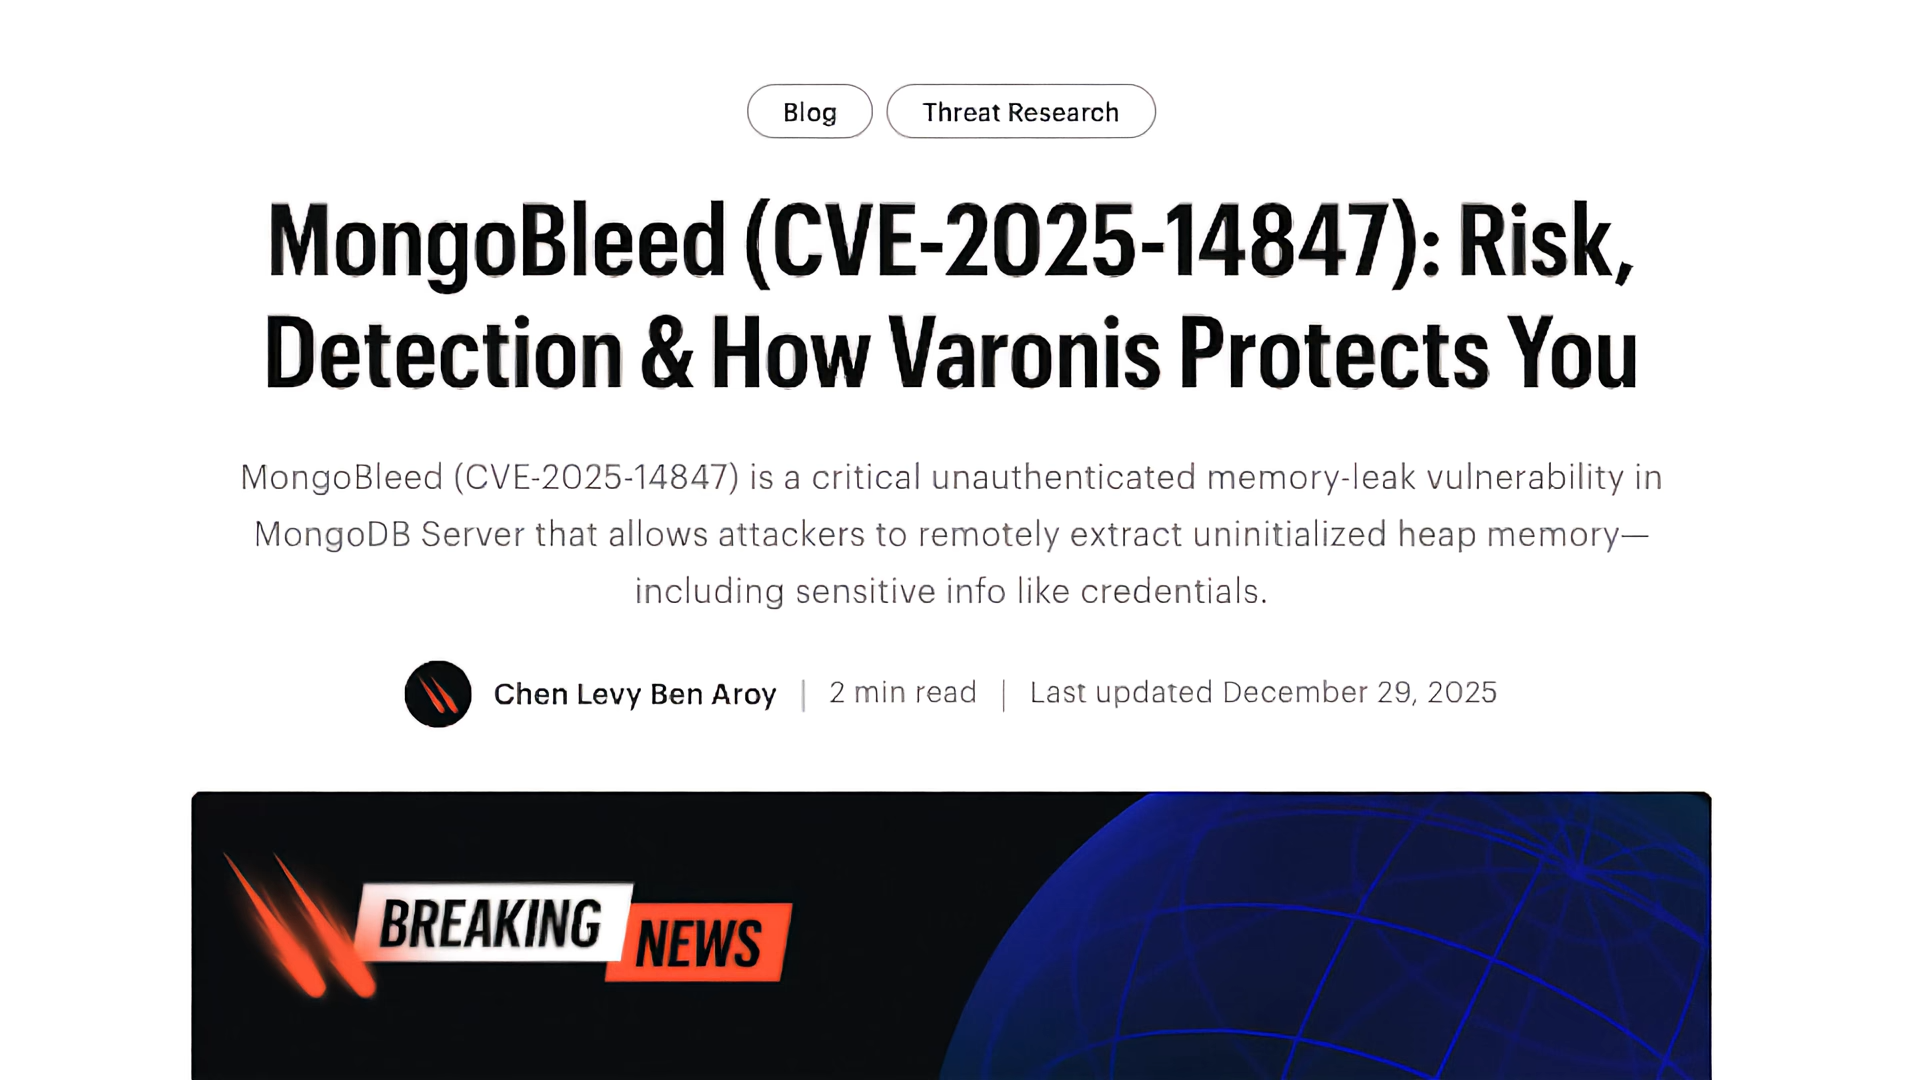 Blog
Threat Research
MongoBleed (CVE-2025-14847): Risk,
Detection & How Varonis Protects You
MongoBleed (CVE-2025-14847) is a critical unauthenticated memory-leak vulnerability in
MongoDB Server that allows attackers to remotely extract uninitialized heap memory—
including sensitive info like credentials.
Chen Levy Ben Aroy | 2 min read | Last updated December 29, 2025
BREAKING
NEWS